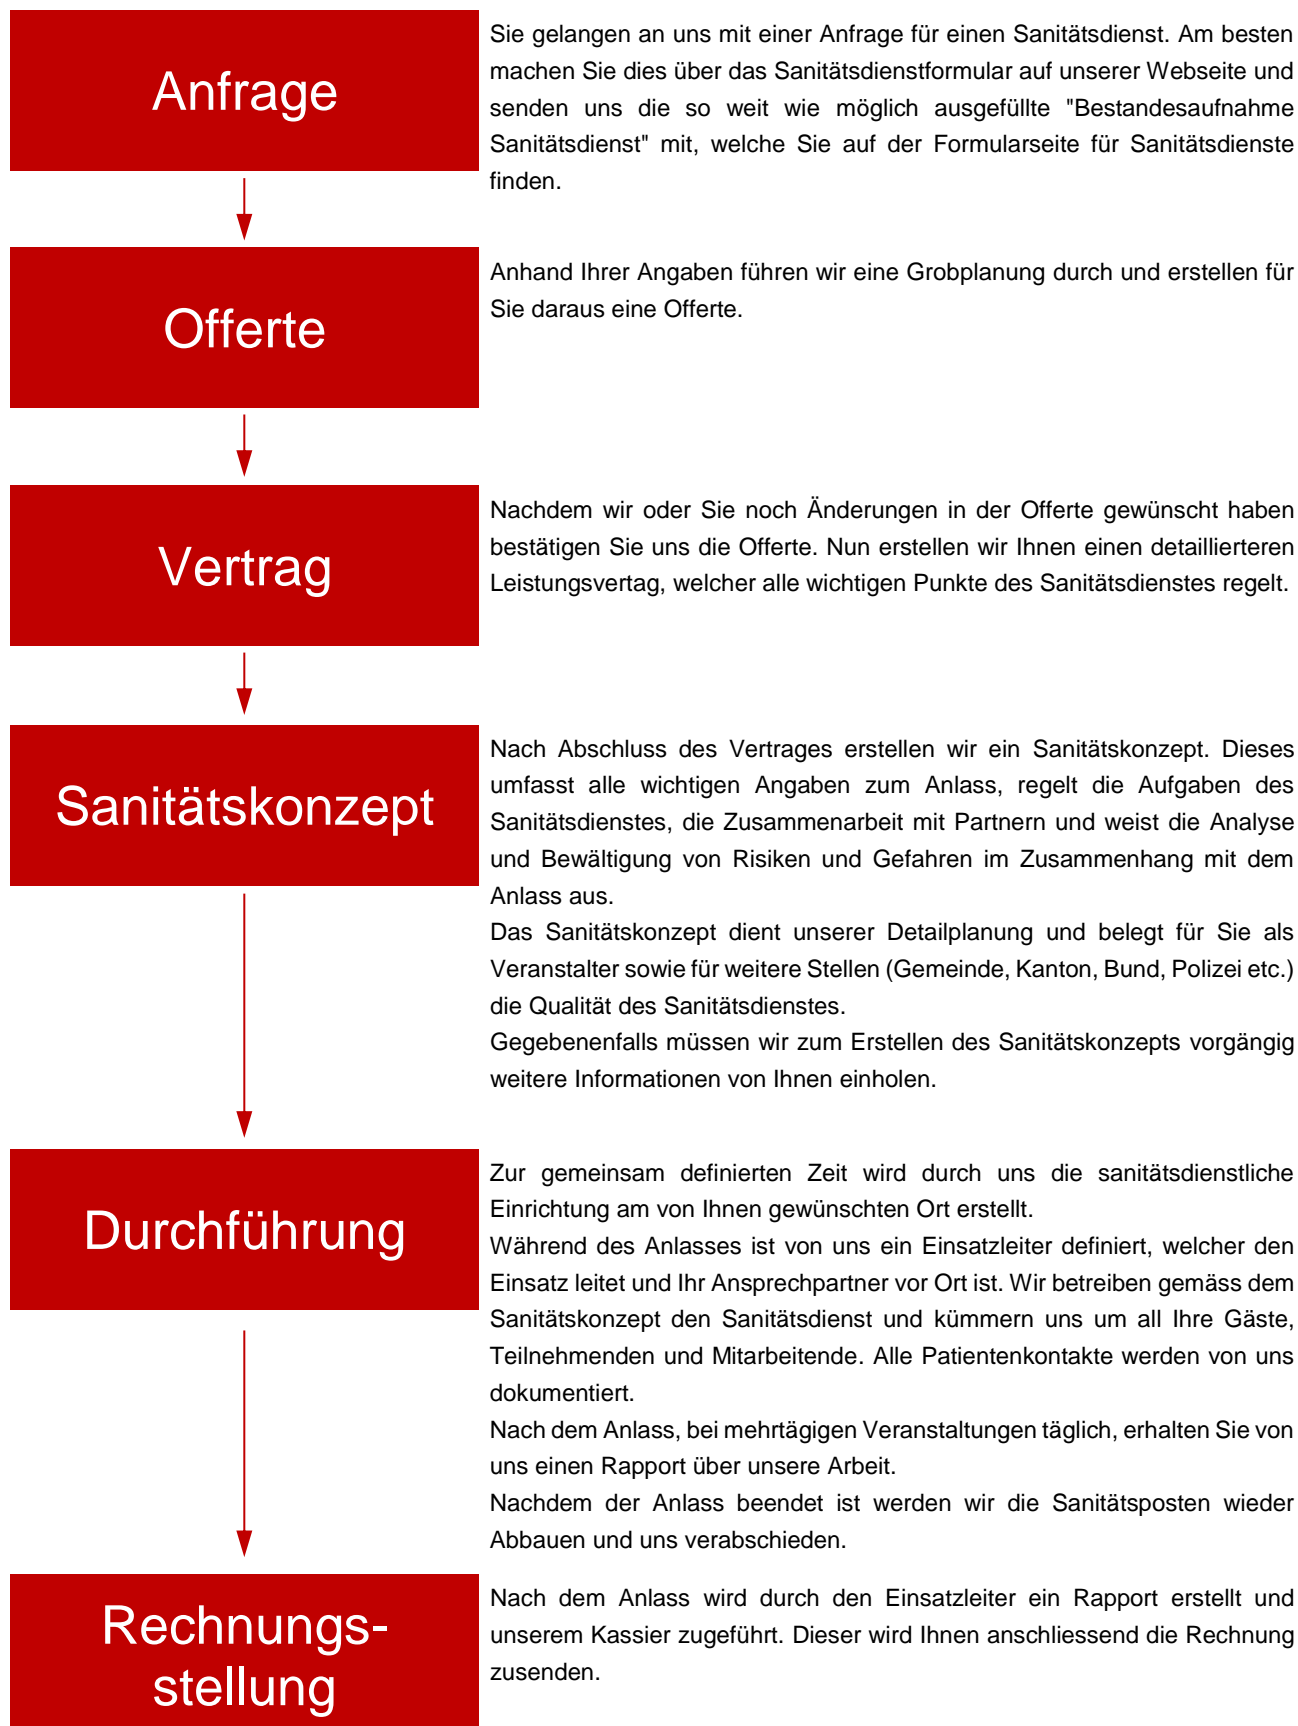 Anfrage
Sie gelangen an uns mit einer Anfrage für einen Sanitätsdienst. Am besten
machen Sie dies über das Sanitätsdienstformular auf unserer Webseite und
senden uns die so weit wie möglich ausgefüllte "Bestandesaufnahme
Sanitätsdienst" mit, welche Sie auf der Formularseite für Sanitätsdienste
finden.
Offerte
Anhand Ihrer Angaben führen wir eine Grobplanung durch und erstellen für
Sie daraus eine Offerte.
Vertrag
Nachdem wir oder Sie noch Änderungen in der Offerte gewünscht haben
bestätigen Sie uns die Offerte. Nun erstellen wir Ihnen einen detaillierteren
Leistungsvertag, welcher alle wichtigen Punkte des Sanitätsdienstes regelt.
Sanitätskonzept
Nach Abschluss des Vertrages erstellen wir ein Sanitätskonzept. Dieses
umfasst alle wichtigen Angaben zum Anlass, regelt die Aufgaben des
Sanitätsdienstes, die Zusammenarbeit mit Partnern und weist die Analyse
und Bewältigung von Risiken und Gefahren im Zusammenhang mit dem
Anlass aus.
Das Sanitätskonzept dient unserer Detailplanung und belegt für Sie als
Veranstalter sowie für weitere Stellen (Gemeinde, Kanton, Bund, Polizei etc.)
die Qualität des Sanitätsdienstes.
Gegebenenfalls müssen wir zum Erstellen des Sanitätskonzepts vorgängig
weitere Informationen von Ihnen einholen.
Durchführung
Zur gemeinsam definierten Zeit wird durch uns die sanitätsdienstliche
Einrichtung am von Ihnen gewünschten Ort erstellt.
Während des Anlasses ist von uns ein Einsatzleiter definiert, welcher den
Einsatz leitet und Ihr Ansprechpartner vor Ort ist. Wir betreiben gemäss dem
Sanitätskonzept den Sanitätsdienst und kümmern uns um all Ihre Gäste,
Teilnehmenden und Mitarbeitende. Alle Patientenkontakte werden von uns
dokumentiert.
Nach dem Anlass, bei mehrtägigen Veranstaltungen täglich, erhalten Sie von
uns einen Rapport über unsere Arbeit.
Nachdem der Anlass beendet ist werden wir die Sanitätsposten wieder
Abbauen und uns verabschieden.
Rechnungs-
stellung
Nach dem Anlass wird durch den Einsatzleiter ein Rapport erstellt und
unserem Kassier zugeführt. Dieser wird Ihnen anschliessend die Rechnung
zusenden.